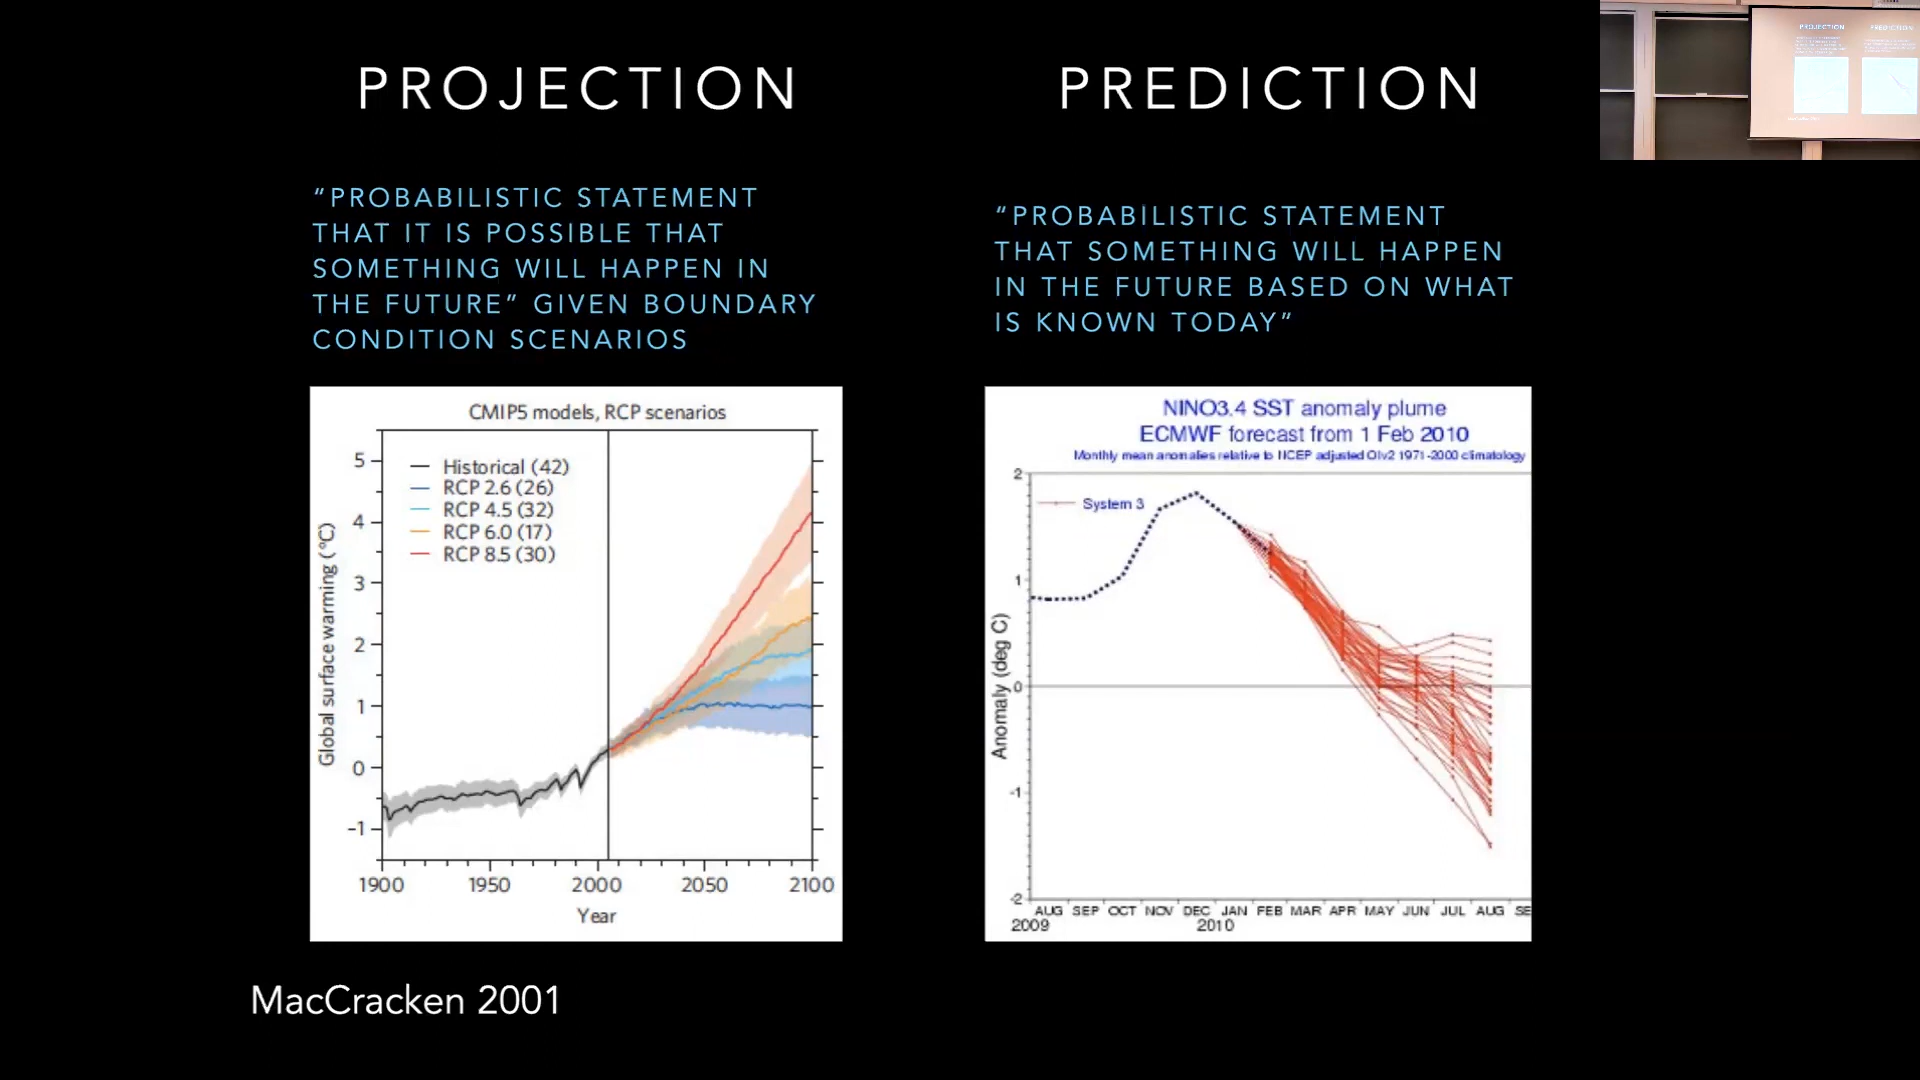 PROJECTION
PREDICTION
“PROBABILISTIC STATEMENT
THAT IT IS POSSIBLE THAT
SOMETHING WILL HAPPEN IN
THE FUTURE” GIVEN BOUNDARY
CONDITION SCENARIOS
“PROBABILISTIC STATEMENT
THAT SOMETHING WILL HAPPEN
IN THE FUTURE BASED ON WHAT
IS KNOWN TODAY”
CMIP5 models, RCP scenarios
Historical (42)
RCP 2.6 (26)
RCP 4.5 (32)
RCP 6.0 (17)
RCP 8.5 (30)
Global surface warming (°C)
5
4
3
2
1
0
−1
1900 1950 2000 2050 2100
Year
NINO3.4 SST anomaly plume
ECMWF forecast from 1 Feb 2010
Monthly mean anomalies relative to NCEP adjusted OIv2 1971-2000 climatology
System 3
Anomaly (deg C)
2
1
0
-1
-2
AUG SEP OCT NOV DEC JAN FEB MAR APR MAY JUN JUL AUG SE
2009 2010
MacCracken 2001
PROJECTION
PREDICTION